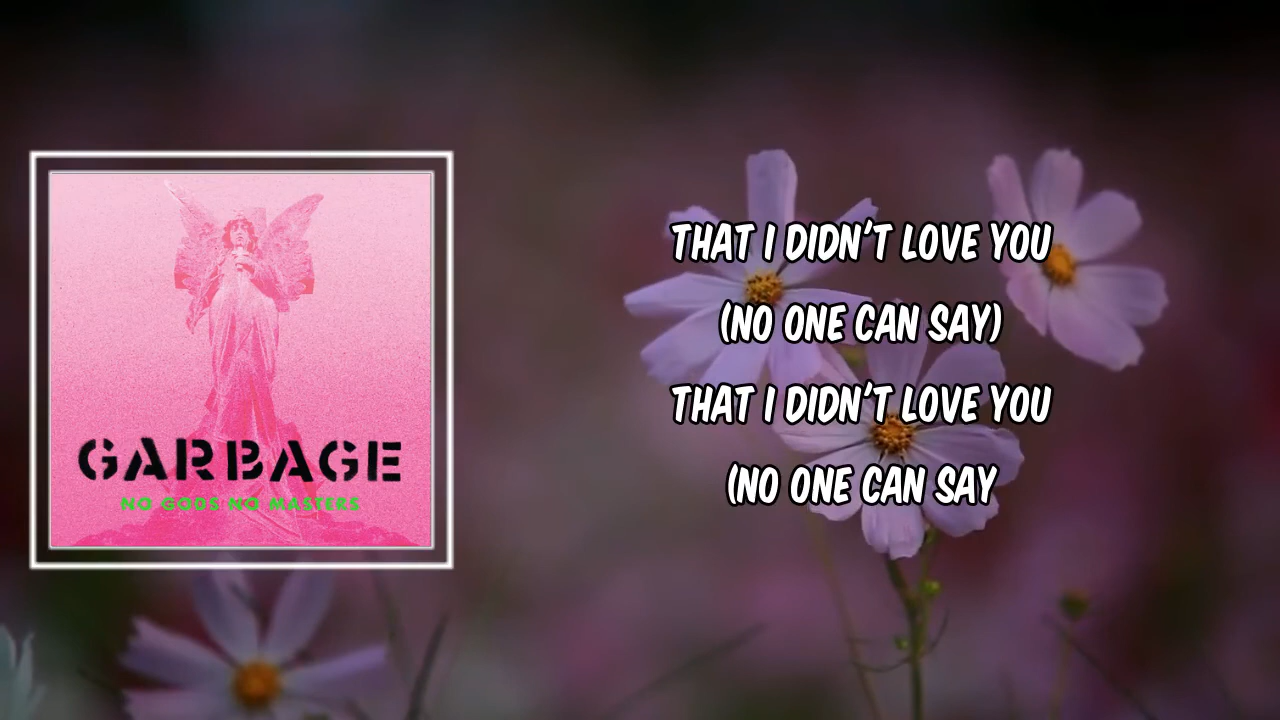 GARBAGE
NO GODS NO MASTERS
THAT I DIDN'T LOVE YOU
(NO ONE CAN SAY)
THAT I DIDN'T LOVE YOU
(NO ONE CAN SAY